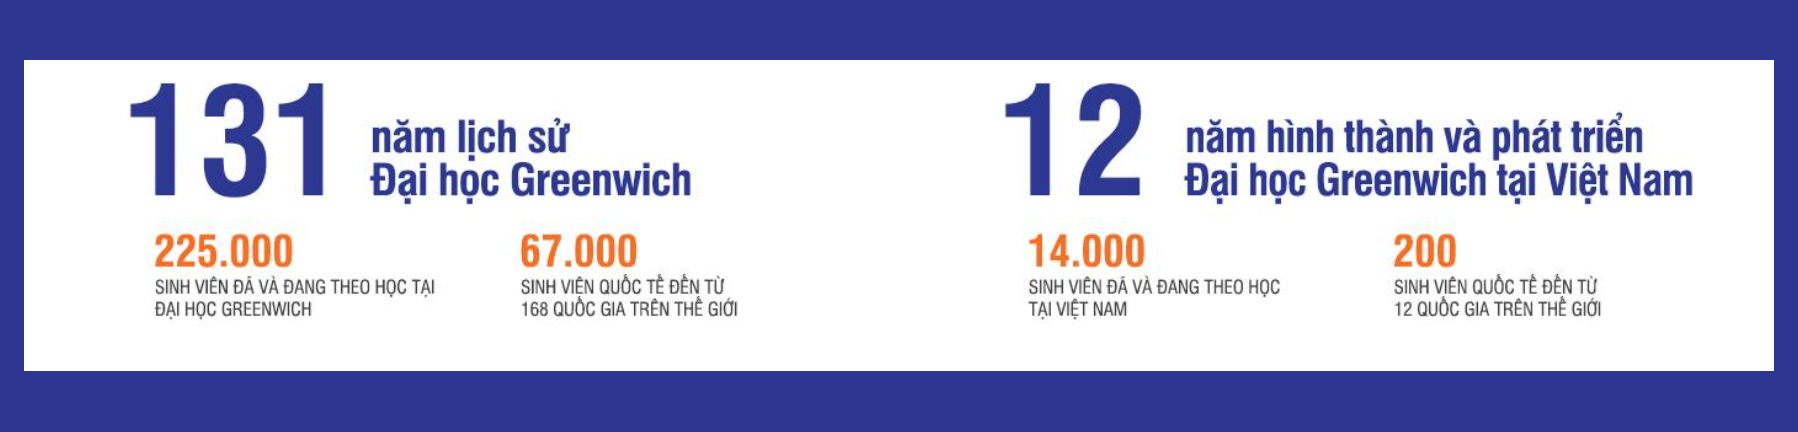 131
năm lịch sử
Đại học Greenwich
225.000
SINH VIÊN ĐÃ VÀ ĐANG THEO HỌC TẠI
ĐẠI HỌC GREENWICH
67.000
SINH VIÊN QUỐC TẾ ĐẾN TỪ
168 QUỐC GIA TRÊN THẾ GIỚI
12
năm hình thành và phát triển
Đại học Greenwich tại Việt Nam
14.000
SINH VIÊN ĐÃ VÀ ĐANG THEO HỌC
TẠI VIỆT NAM
200
SINH VIÊN QUỐC TẾ ĐẾN TỪ
12 QUỐC GIA TRÊN THẾ GIỚI